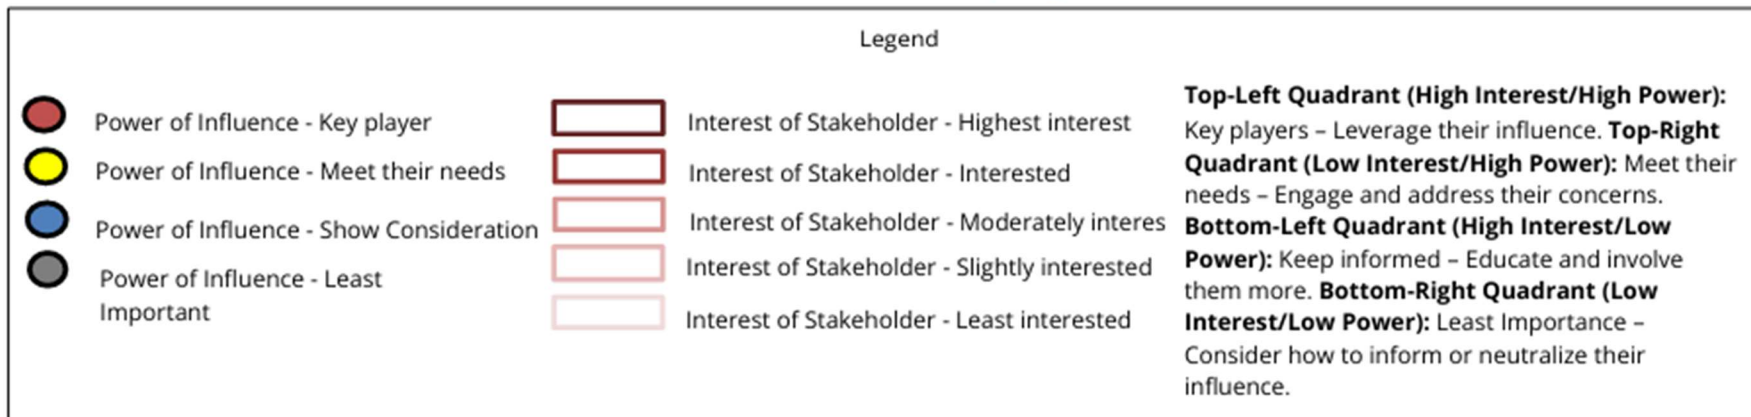 Legend
Power of Influence - Key player
Power of Influence - Meet their needs
Power of Influence - Show Consideration
Power of Influence - Least
Important
Interest of Stakeholder - Highest interest
Interest of Stakeholder - Interested
Interest of Stakeholder - Moderately interes
Interest of Stakeholder - Slightly interested
Interest of Stakeholder - Least interested
Top-Left Quadrant (High Interest/High Power):
Key players – Leverage their influence. Top-Right
Quadrant (Low Interest/High Power): Meet their
needs – Engage and address their concerns.
Bottom-Left Quadrant (High Interest/Low
Power): Keep informed – Educate and involve
them more. Bottom-Right Quadrant (Low
Interest/Low Power): Least Importance –
Consider how to inform or neutralize their
influence.